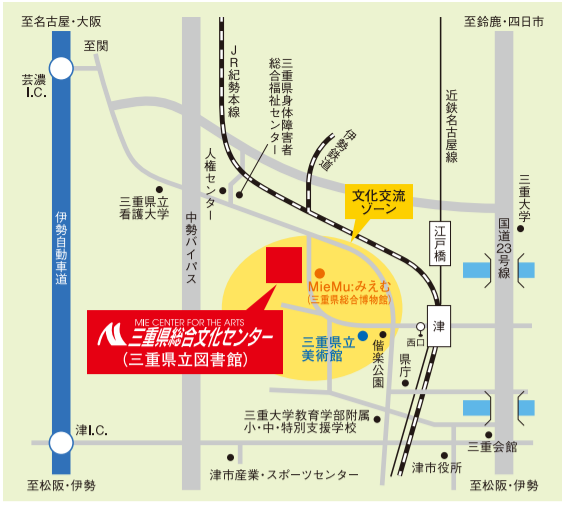 至名古屋・大阪
至鈴鹿・四日市
至関
芸濃
I.C.
JR紀勢本線
三重県身体障害者
総合福祉センター
近鉄名古屋線
伊勢鉄道
人権センター
三重県立
看護大学
文化交流
ゾーン
三重大学
伊勢自動車道
中勢バイパス
江戸橋
国道23号線
MieMu:みえむ
(三重県総合博物館)
MIE CENTER FOR THE ARTS
三重県総合文化センター
(三重県立図書館)
三重県立
美術館
偕楽公園
西口
津
県庁
三重大学教育学部附属
小・中・特別支援学校
津I.C.
三重会館
津市産業・スポーツセンター
津市役所
至松阪・伊勢
至松阪・伊勢